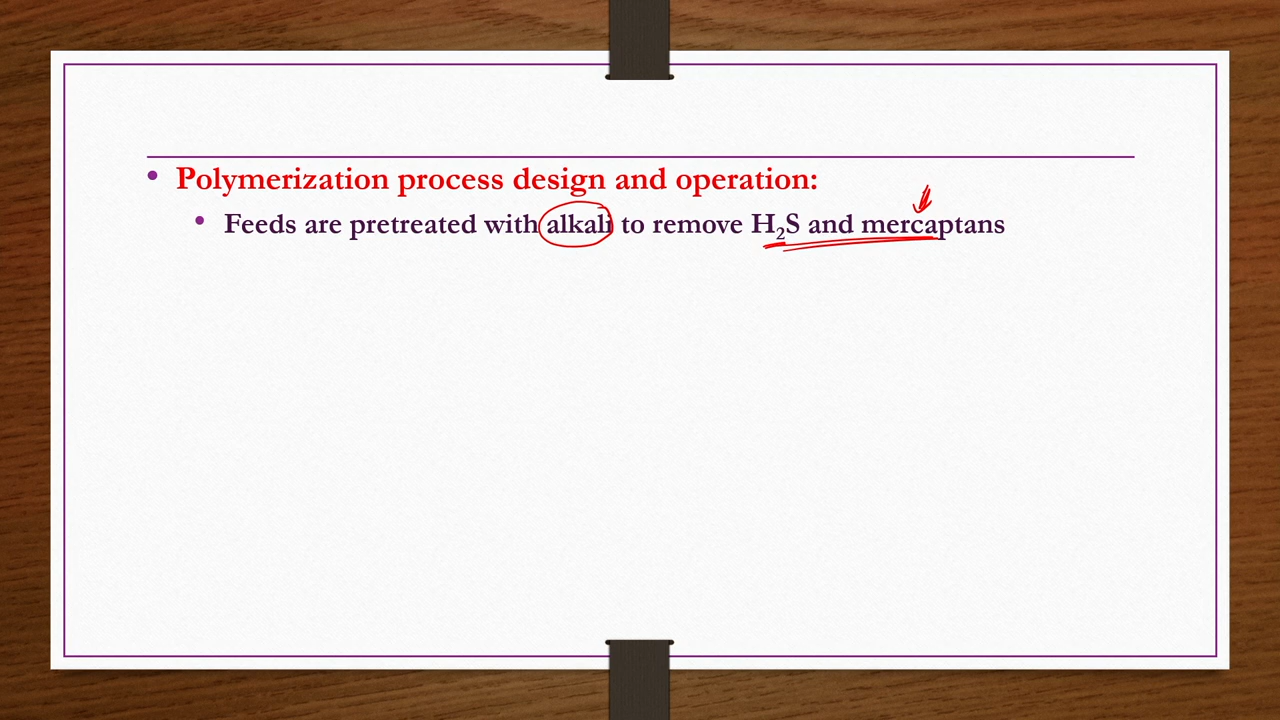 • Polymerization process design and operation:
• Feeds are pretreated with alkali to remove H₂S and mercaptans